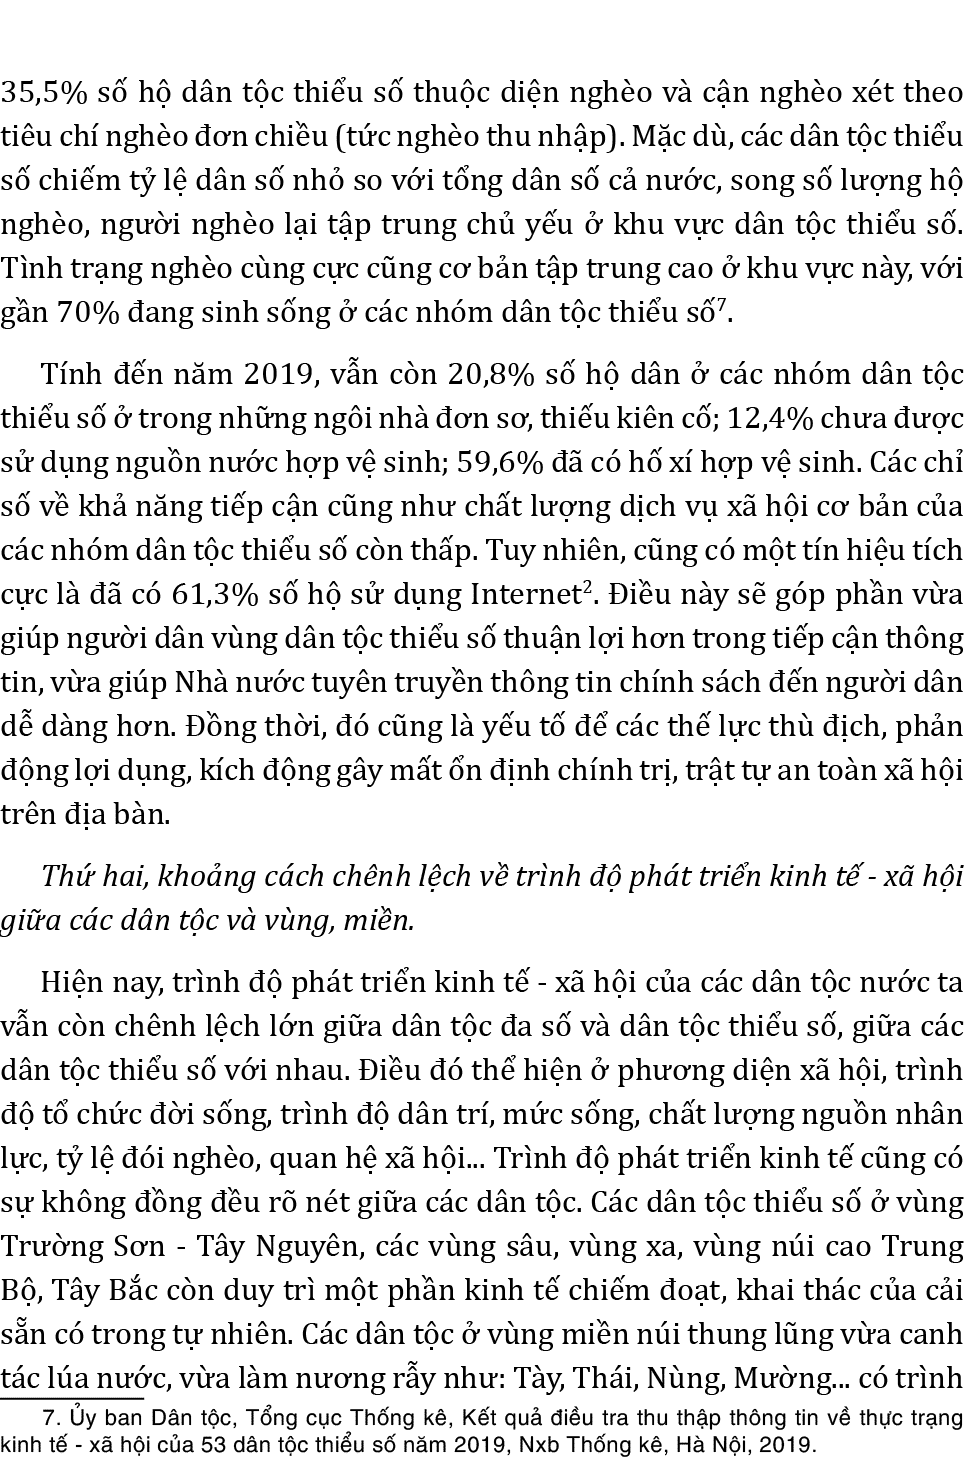 35,5% số hộ dân tộc thiểu số thuộc diện nghèo và cận nghèo xét theo
tiêu chí nghèo đơn chiều (tức nghèo thu nhập). Mặc dù, các dân tộc thiểu
số chiếm tỷ lệ dân số nhỏ so với tổng dân số cả nước, song số lượng hộ
nghèo, người nghèo lại tập trung chủ yếu ở khu vực dân tộc thiểu số.
Tình trạng nghèo cùng cực cũng cơ bản tập trung cao ở khu vực này, với
gần 70% đang sinh sống ở các nhóm dân tộc thiểu số⁷.
Tính đến năm 2019, vẫn còn 20,8% số hộ dân ở các nhóm dân tộc
thiểu số ở trong những ngôi nhà đơn sơ, thiếu kiên cố; 12,4% chưa được
sử dụng nguồn nước hợp vệ sinh; 59,6% đã có hố xí hợp vệ sinh. Các chỉ
số về khả năng tiếp cận cũng như chất lượng dịch vụ xã hội cơ bản của
các nhóm dân tộc thiểu số còn thấp. Tuy nhiên, cũng có một tín hiệu tích
cực là đã có 61,3% số hộ sử dụng Internet². Điều này sẽ góp phần vừa
giúp người dân vùng dân tộc thiểu số thuận lợi hơn trong tiếp cận thông
tin, vừa giúp Nhà nước tuyên truyền thông tin chính sách đến người dân
dễ dàng hơn. Đồng thời, đó cũng là yếu tố để các thế lực thù địch, phản
động lợi dụng, kích động gây mất ổn định chính trị, trật tự an toàn xã hội
trên địa bàn.
Thứ hai, khoảng cách chênh lệch về trình độ phát triển kinh tế - xã hội
giữa các dân tộc và vùng, miền.
Hiện nay, trình độ phát triển kinh tế - xã hội của các dân tộc nước ta
vẫn còn chênh lệch lớn giữa dân tộc đa số và dân tộc thiểu số, giữa các
dân tộc thiểu số với nhau. Điều đó thể hiện ở phương diện xã hội, trình
độ tổ chức đời sống, trình độ dân trí, mức sống, chất lượng nguồn nhân
lực, tỷ lệ đói nghèo, quan hệ xã hội... Trình độ phát triển kinh tế cũng có
sự không đồng đều rõ nét giữa các dân tộc. Các dân tộc thiểu số ở vùng
Trường Sơn - Tây Nguyên, các vùng sâu, vùng xa, vùng núi cao Trung
Bộ, Tây Bắc còn duy trì một phần kinh tế chiếm đoạt, khai thác của cải
sẵn có trong tự nhiên. Các dân tộc ở vùng miền núi thung lũng vừa canh
tác lúa nước, vừa làm nương rẫy như: Tày, Thái, Nùng, Mường... có trình
7. Ủy ban Dân tộc, Tổng cục Thống kê, Kết quả điều tra thu thập thông tin về thực trạng
kinh tế - xã hội của 53 dân tộc thiểu số năm 2019, Nxb Thống kê, Hà Nội, 2019.